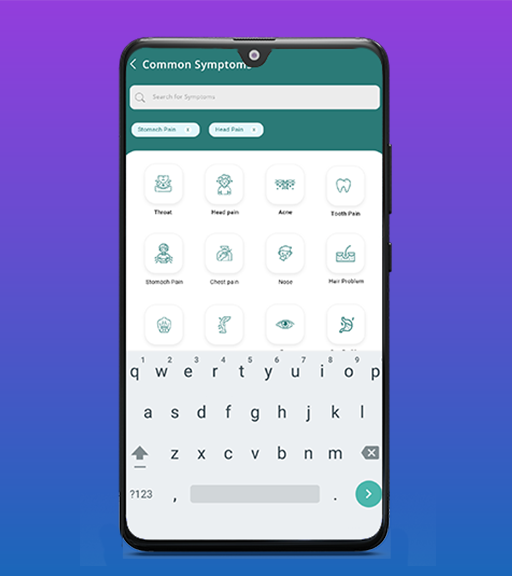 Common Symptoms
Search for Symptoms
Stomach Pain x Head Pain x
Throat Head pain Acne Tooth Pain
Stomach Pain Chest pain Nose Hair Problem
1 2 3 4 5 6 7 8 9 0
q w e r t y u i o p
a s d f g h j k l
z x c v b n m
?123 , .